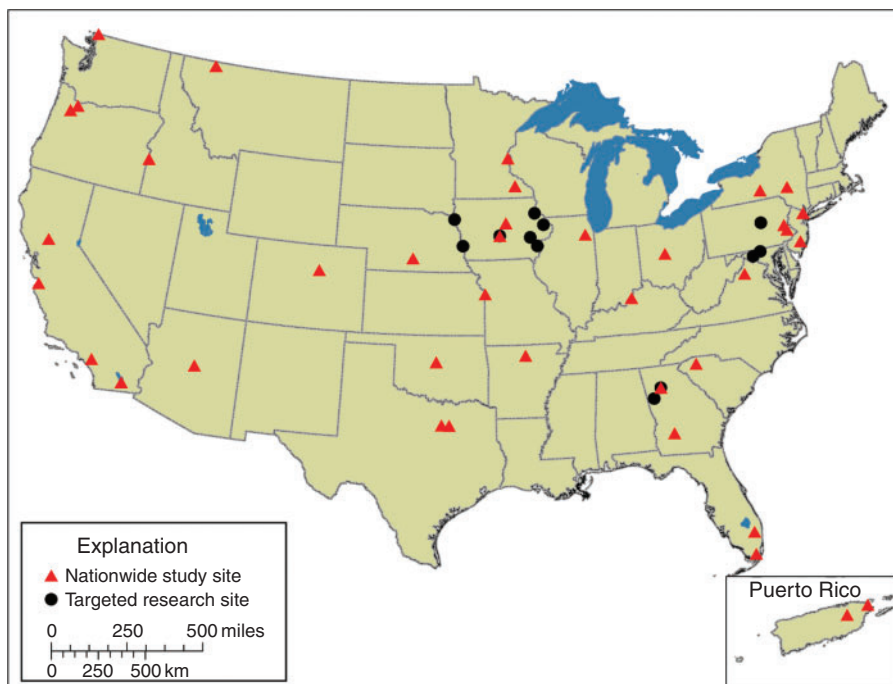 Explanation
Nationwide study site
Targeted research site
0 250 500 miles
0 250 500 km
Puerto Rico